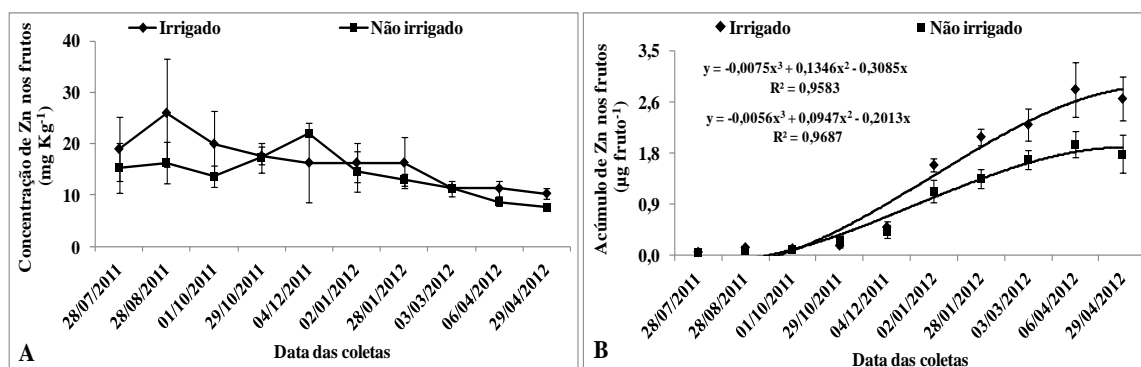 Irrigado
Não irrigado
Concentração de Zn nos frutos
(mg Kg⁻¹)
40
30
20
10
0
28/07/2011
28/08/2011
01/10/2011
29/10/2011
04/12/2011
02/01/2012
28/01/2012
03/03/2012
06/04/2012
29/04/2012
A
Data das coletas
Irrigado
Não irrigado
Acúmulo de Zn nos frutos
(µg fruto⁻¹)
3,5
2,6
1,8
0,9
0,0
y = -0,0075x³ + 0,1346x² - 0,3085x
R² = 0,9583
y = -0,0056x³ + 0,0947x² - 0,2013x
R² = 0,9687
28/07/2011
28/08/2011
01/10/2011
29/10/2011
04/12/2011
02/01/2012
28/01/2012
03/03/2012
06/04/2012
29/04/2012
B
Data das coletas